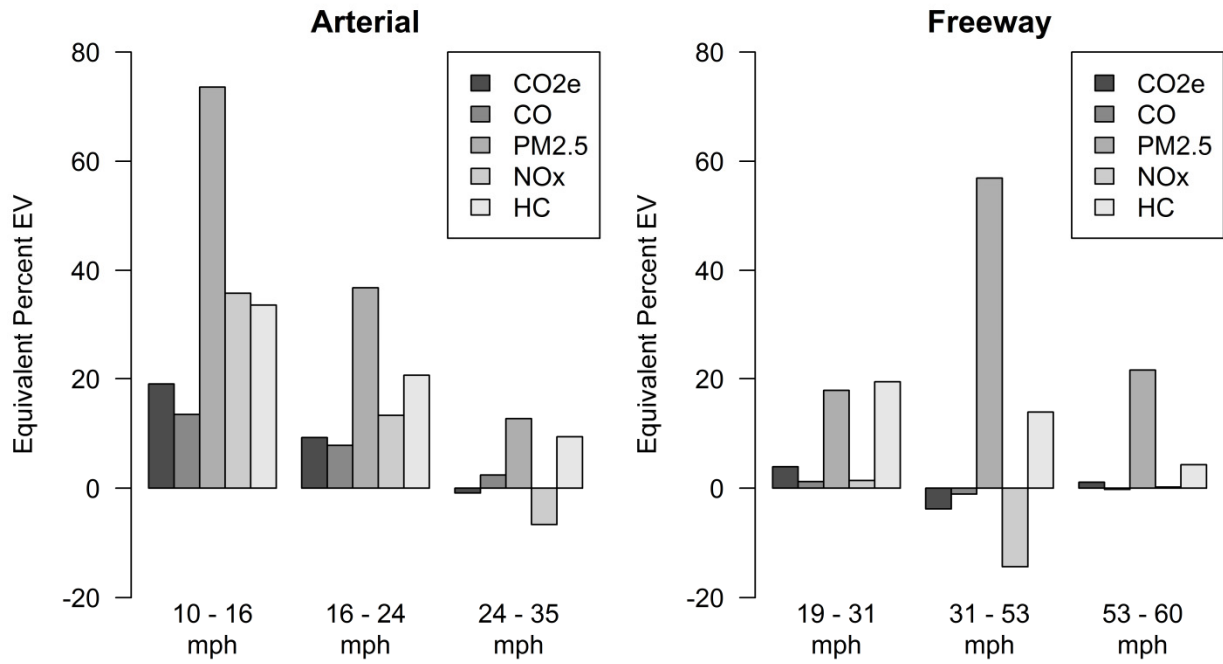 Arterial
80
60
40
20
0
-20
Equivalent Percent EV
CO2e
CO
PM2.5
NOx
HC
10 - 16
mph
16 - 24
mph
24 - 35
mph
Freeway
80
60
40
20
0
-20
Equivalent Percent EV
CO2e
CO
PM2.5
NOx
HC
19 - 31
mph
31 - 53
mph
53 - 60
mph